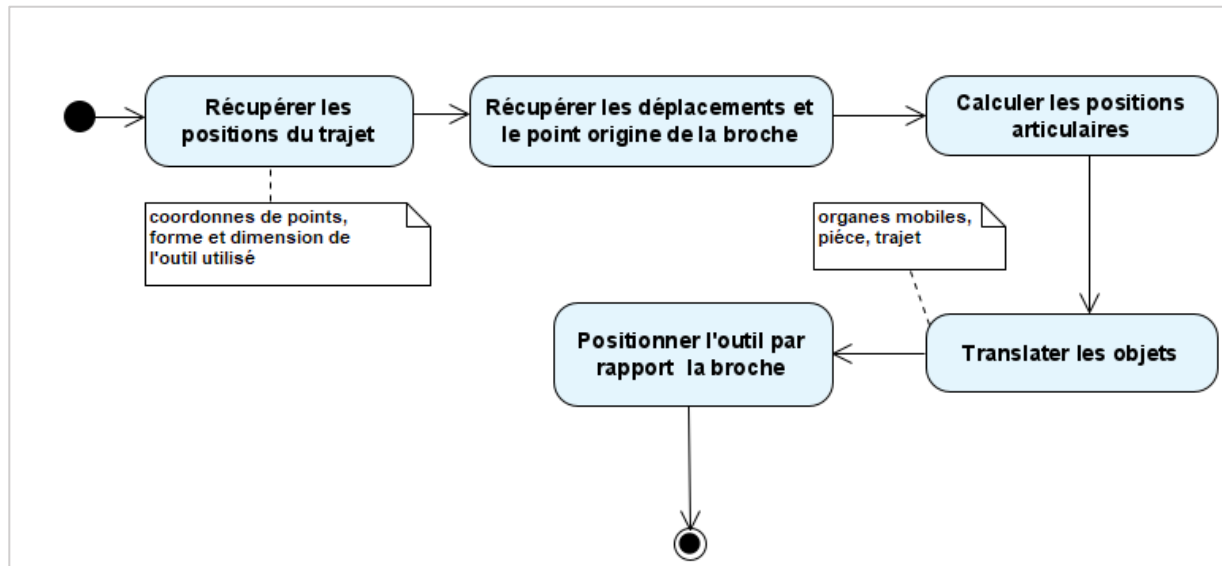 Récupérer les
positions du trajet
Récupérer les déplacements et
le point origine de la broche
Calculer les positions
articulaires
coordonnes de points,
forme et dimension de
l'outil utilisé
organes mobiles,
piéce, trajet
Positionner l'outil par
rapport la broche
Translater les objets